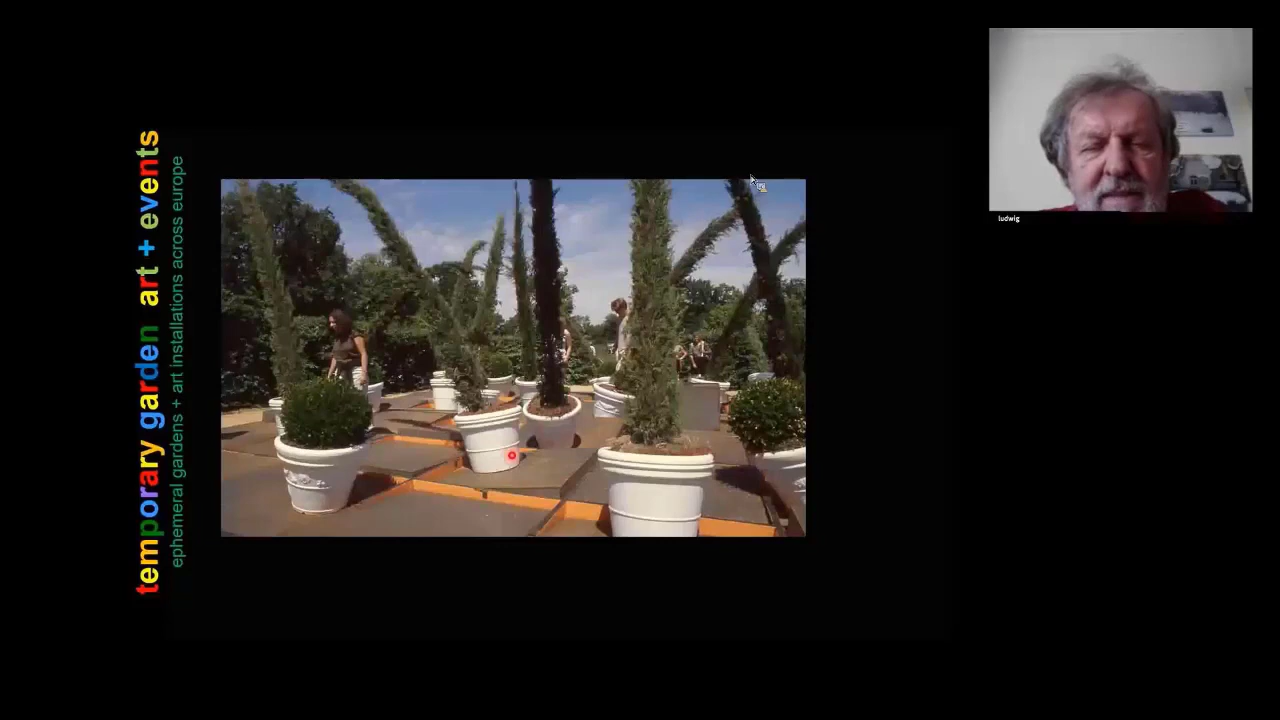 temporary garden art + events
ephemeral gardens + art installations across europe
ludwig